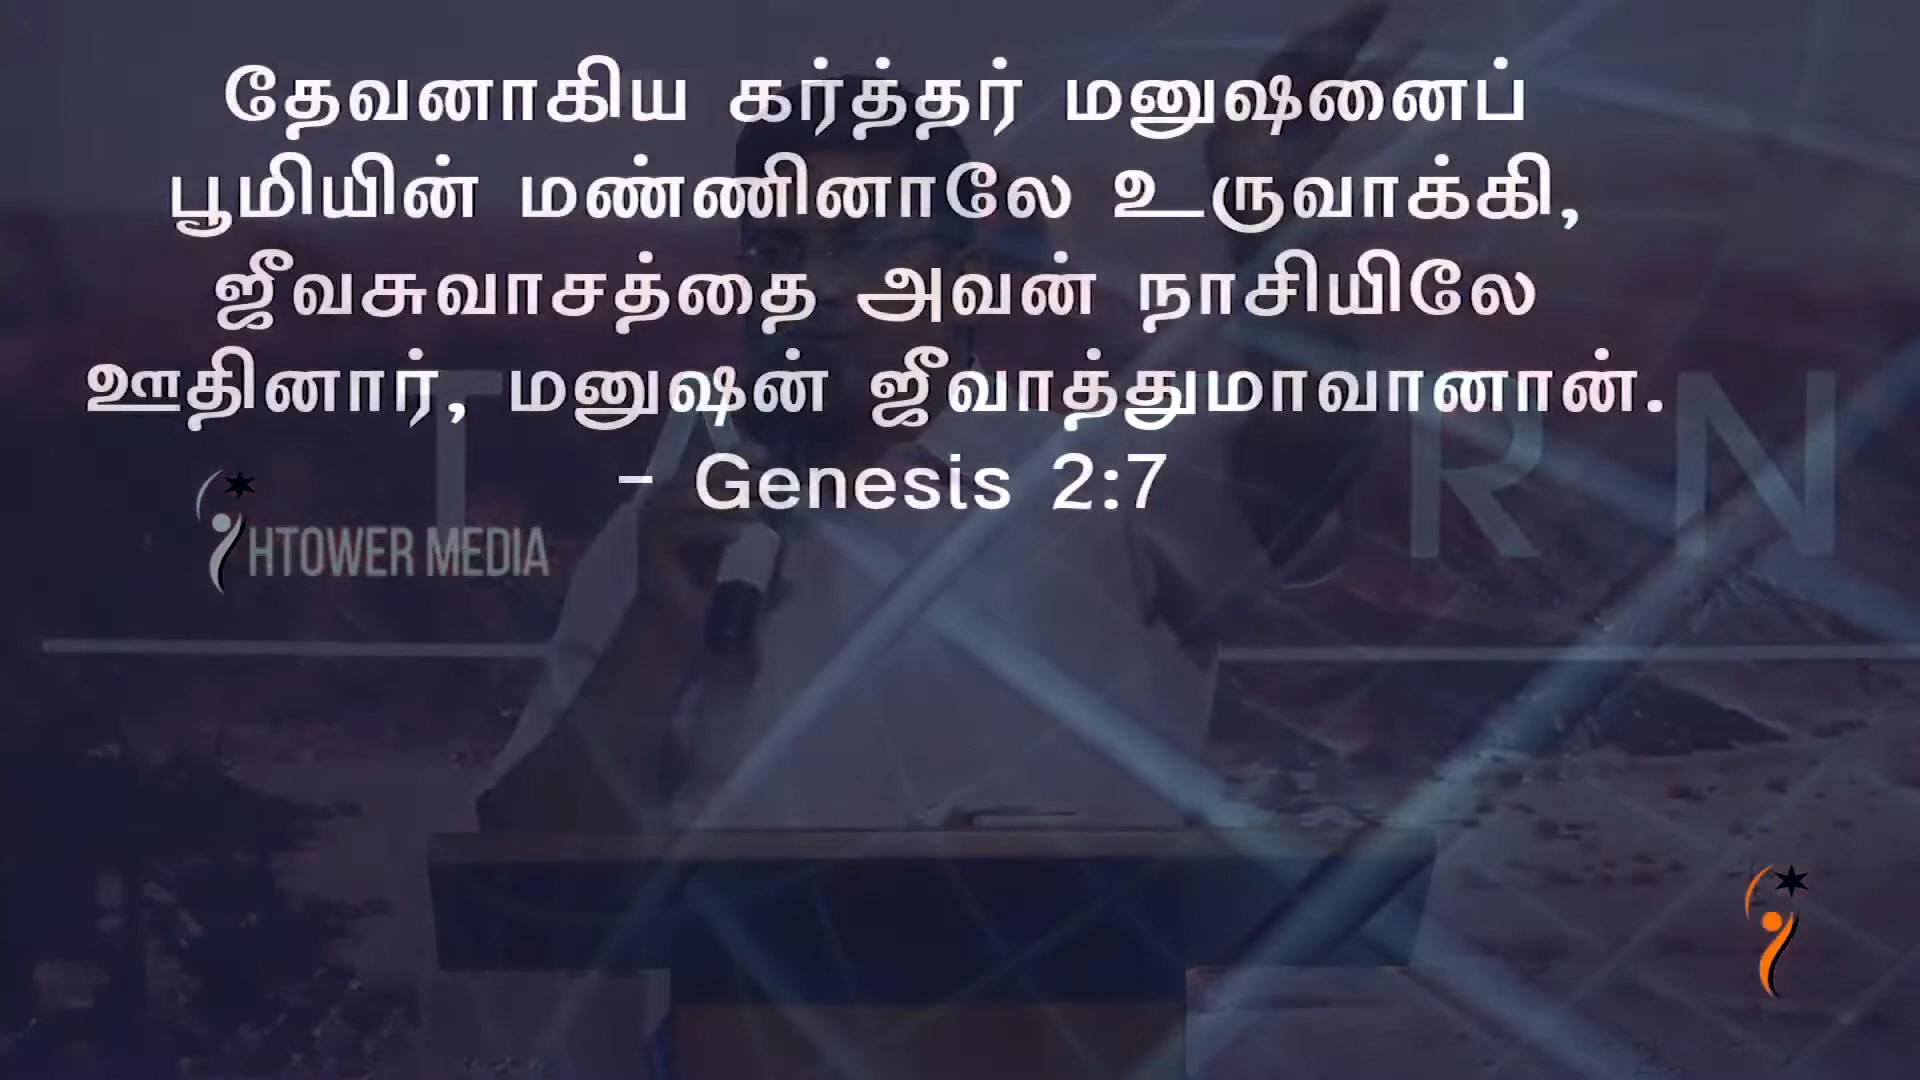 தேவனாகிய கர்த்தர் மனுஷனைப்
பூமியின் மண்ணினாலே உருவாக்கி,
ஜீவசுவாசத்தை அவன் நாசியிலே
ஊதினார், மனுஷன் ஜீவாத்துமாவானான்.
- Genesis 2:7
HTOWER MEDIA